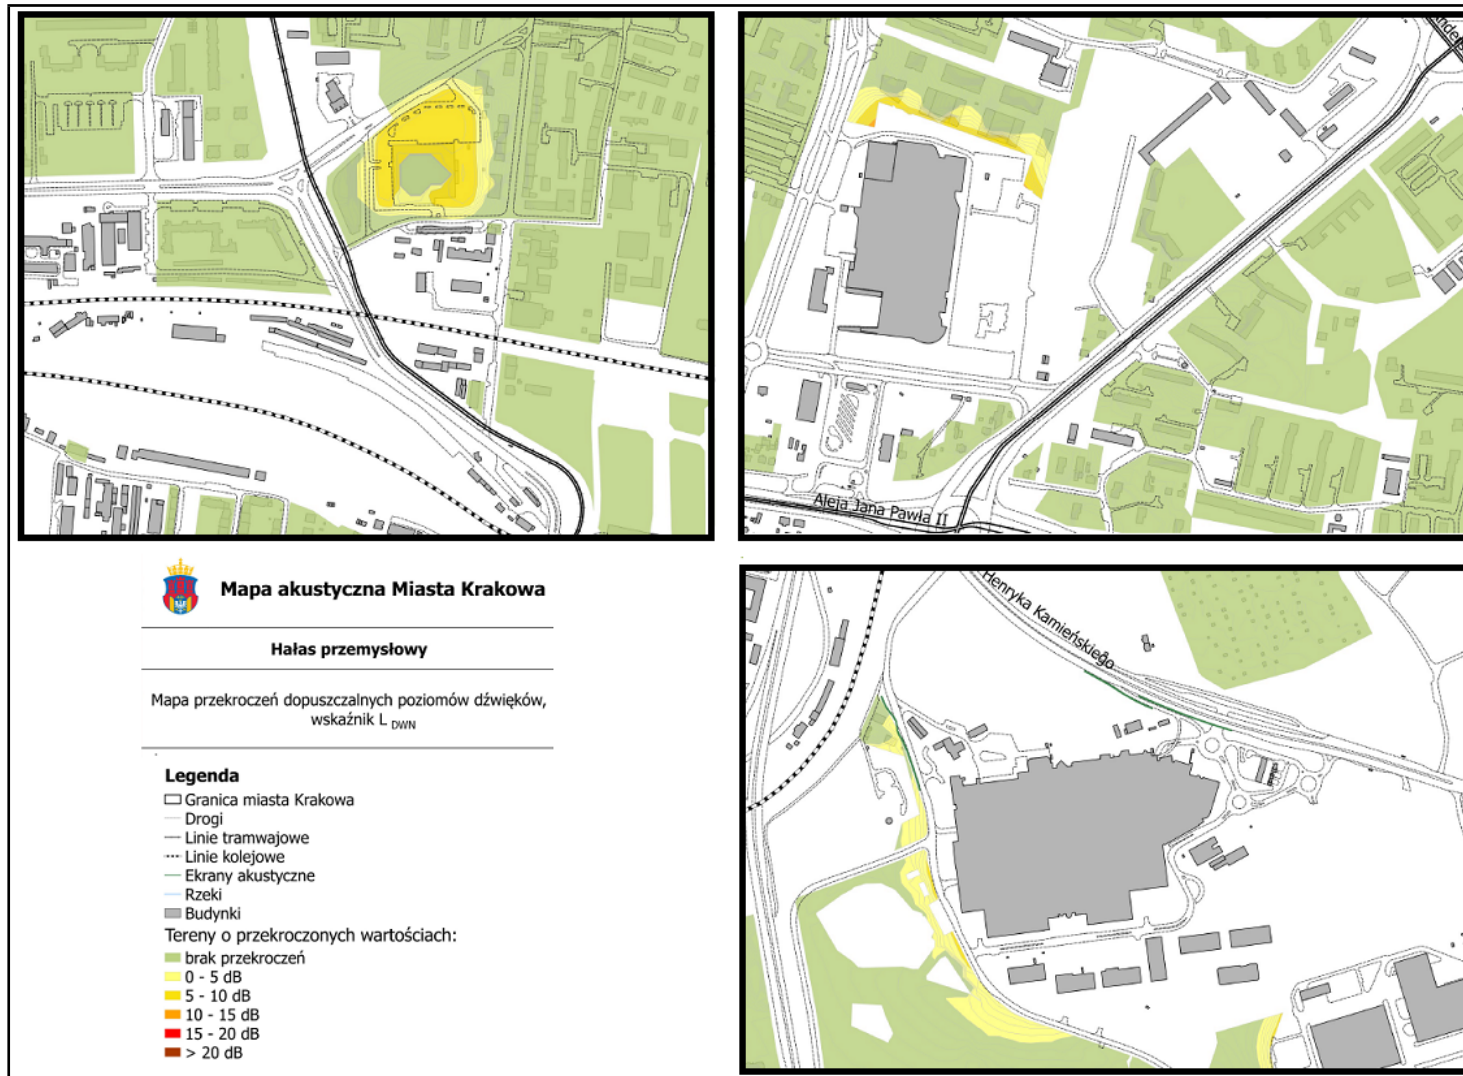 Anders
Aleja Jana Pawła II
Mapa akustyczna Miasta Krakowa
Hałas przemysłowy
Mapa przekroczeń dopuszczalnych poziomów dźwięków,
wskaźnik L DWN
Legenda
Granica miasta Krakowa
Drogi
Linie tramwajowe
Linie kolejowe
Ekrany akustyczne
Rzeki
Budynki
Tereny o przekroczonych wartościach:
brak przekroczeń
0 - 5 dB
5 - 10 dB
10 - 15 dB
15 - 20 dB
> 20 dB
Henryka Kamieńskiego